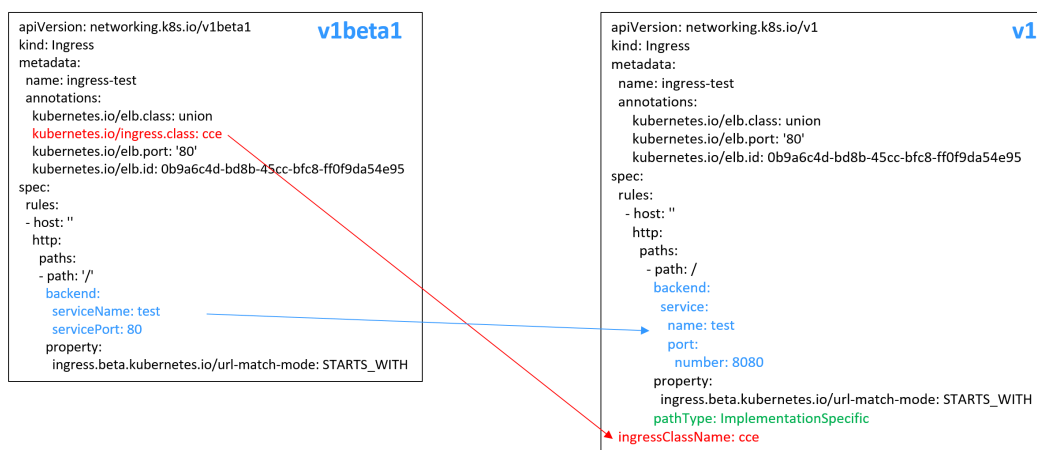 v1beta1
apiVersion: networking.k8s.io/v1beta1
kind: Ingress
metadata:
name: ingress-test
annotations:
kubernetes.io/elb.class: union
kubernetes.io/ingress.class: cce
kubernetes.io/elb.port: '80'
kubernetes.io/elb.id: 0b9a6c4d-bd8b-45cc-bfc8-ff0f9da54e95
spec:
rules:
- host: ''
http:
paths:
- path: '/'
backend:
serviceName: test
servicePort: 80
property:
ingress.beta.kubernetes.io/url-match-mode: STARTS_WITH
v1
apiVersion: networking.k8s.io/v1
kind: Ingress
metadata:
name: ingress-test
annotations:
kubernetes.io/elb.class: union
kubernetes.io/elb.port: '80'
kubernetes.io/elb.id: 0b9a6c4d-bd8b-45cc-bfc8-ff0f9da54e95
spec:
rules:
- host: ''
http:
paths:
- path: /
backend:
service:
name: test
port:
number: 8080
property:
ingress.beta.kubernetes.io/url-match-mode: STARTS_WITH
pathType: ImplementationSpecific
ingressClassName: cce